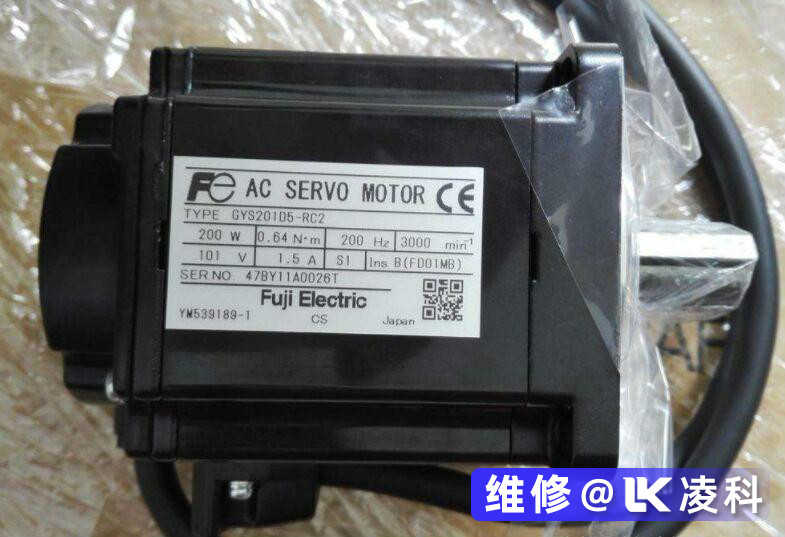 Fe AC SERVO MOTOR CE
TYPE GYS201D5-RC2
200 W 0.64 N·m 200 Hz 3000 min⁻¹
101 V 1.5 A S1 Ins. B(FD01MB)
SER NO. 47BY11A0026T
Fuji Electric
YM539189-1 CS Japan
维修@LK凌科